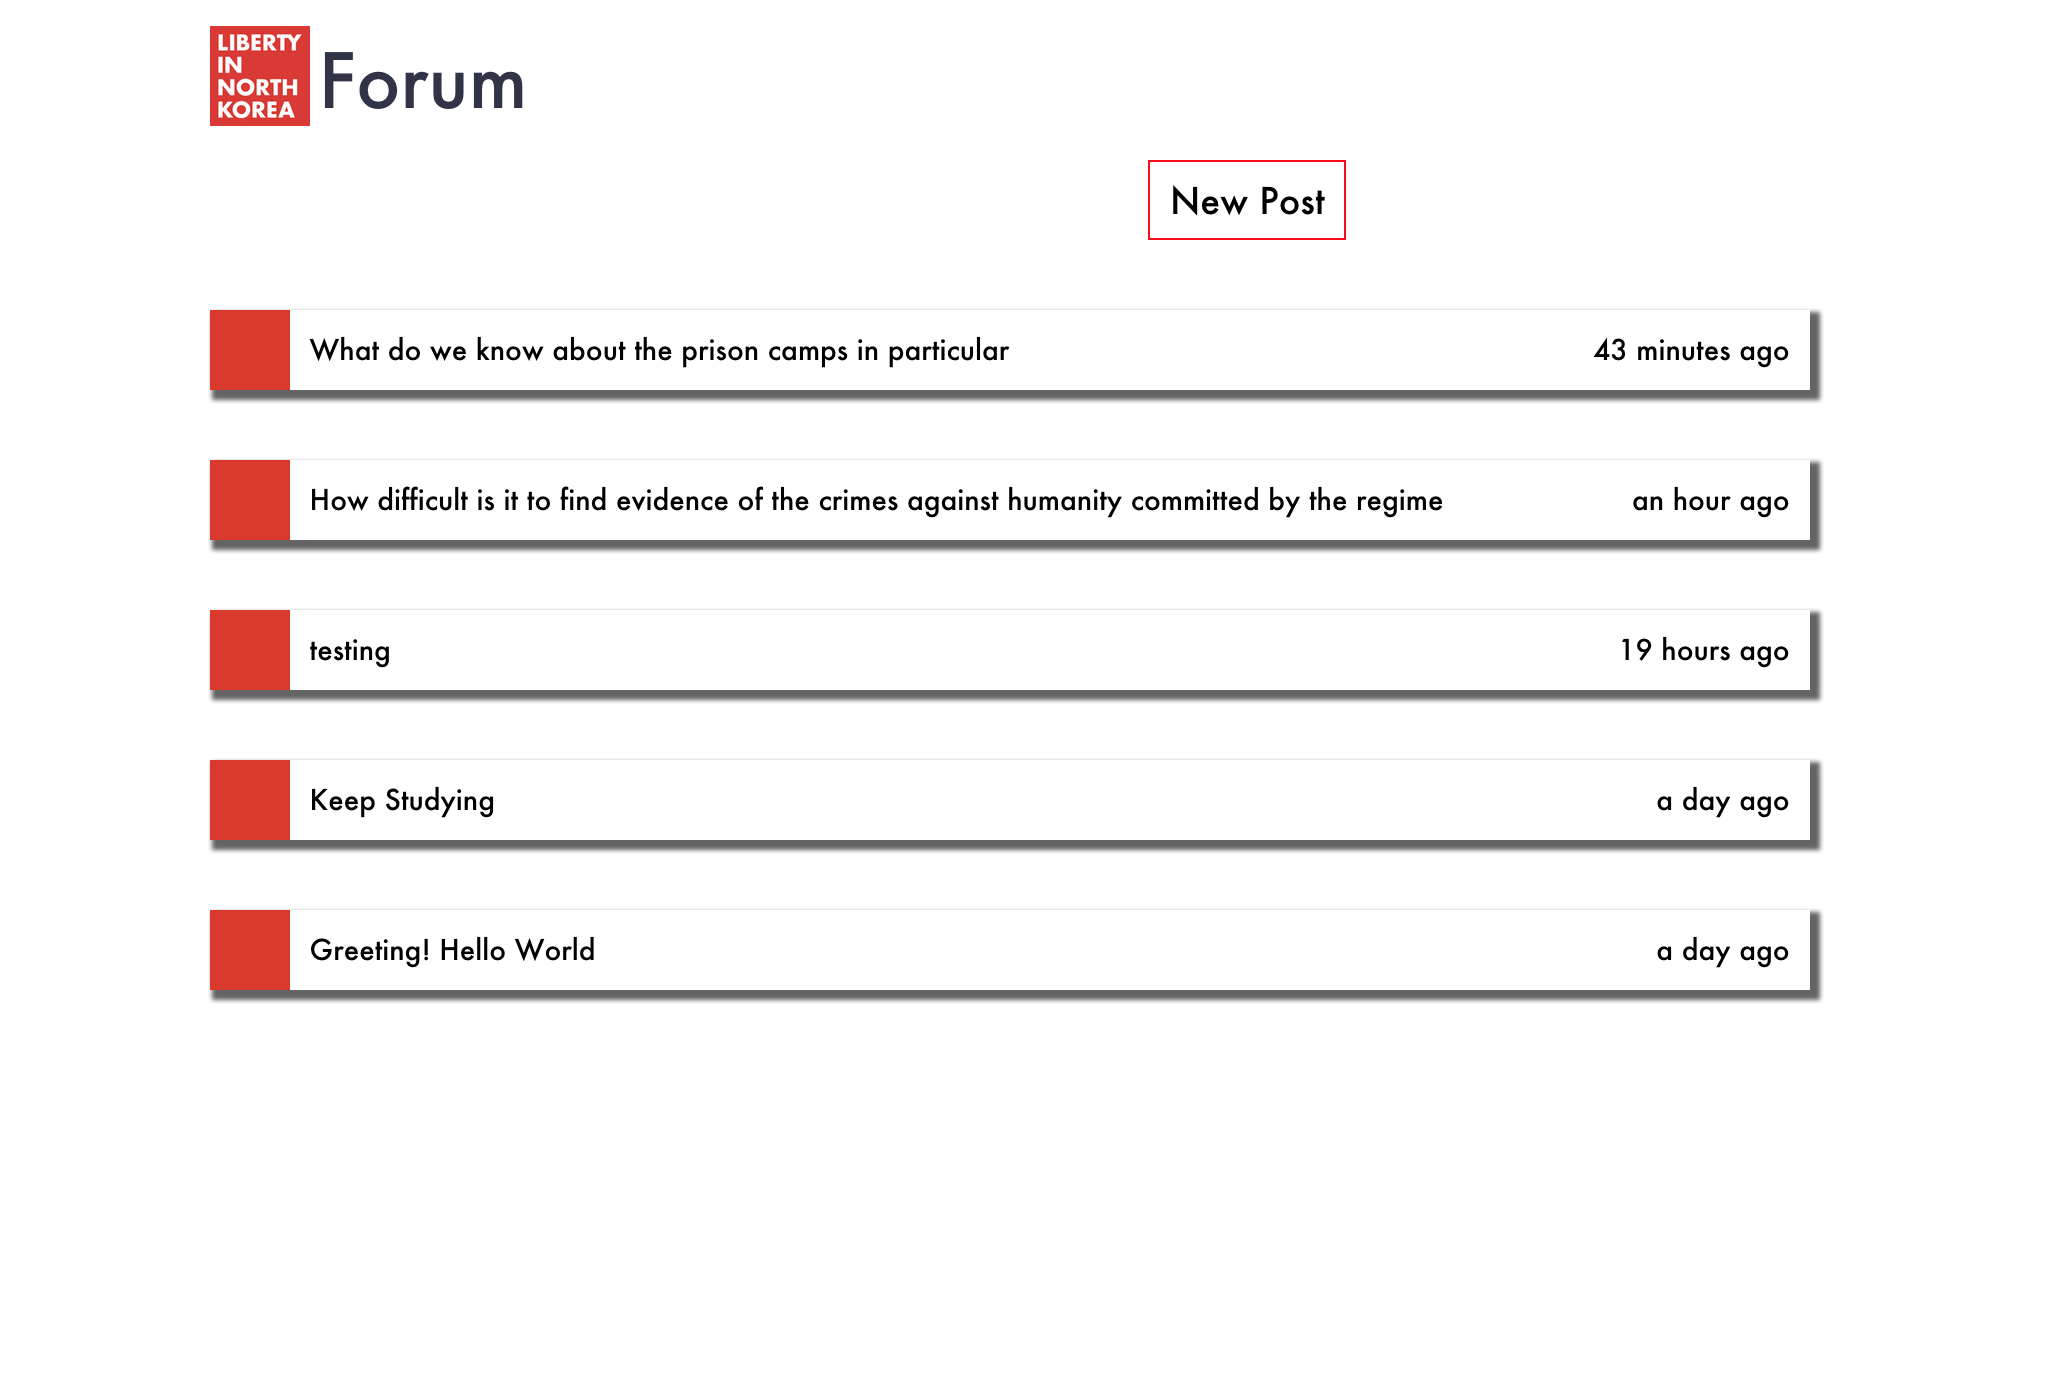 LIBERTY
IN
NORTH
KOREA
Forum
New Post
What do we know about the prison camps in particular 43 minutes ago
How difficult is it to find evidence of the crimes against humanity committed by the regime an hour ago
testing 19 hours ago
Keep Studying a day ago
Greeting! Hello World a day ago